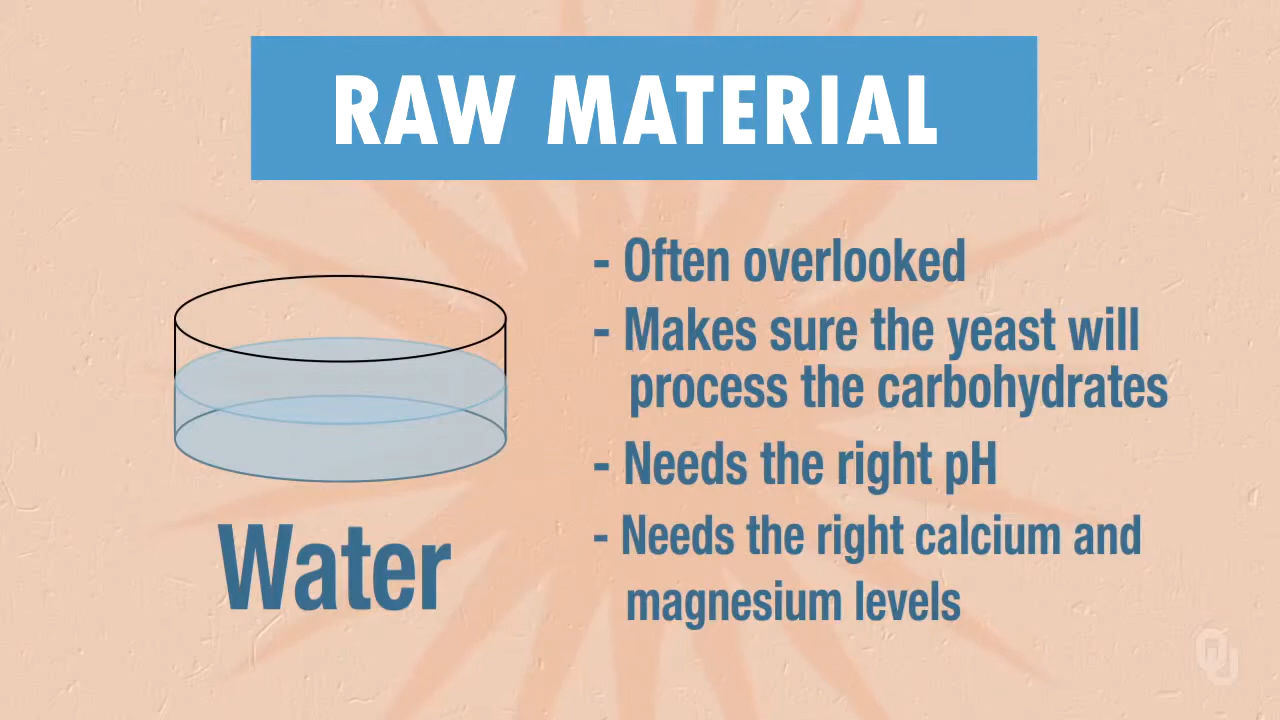 RAW MATERIAL
- Often overlooked
- Makes sure the yeast will
process the carbohydrates
- Needs the right pH
- Needs the right calcium and
magnesium levels
Water
OU